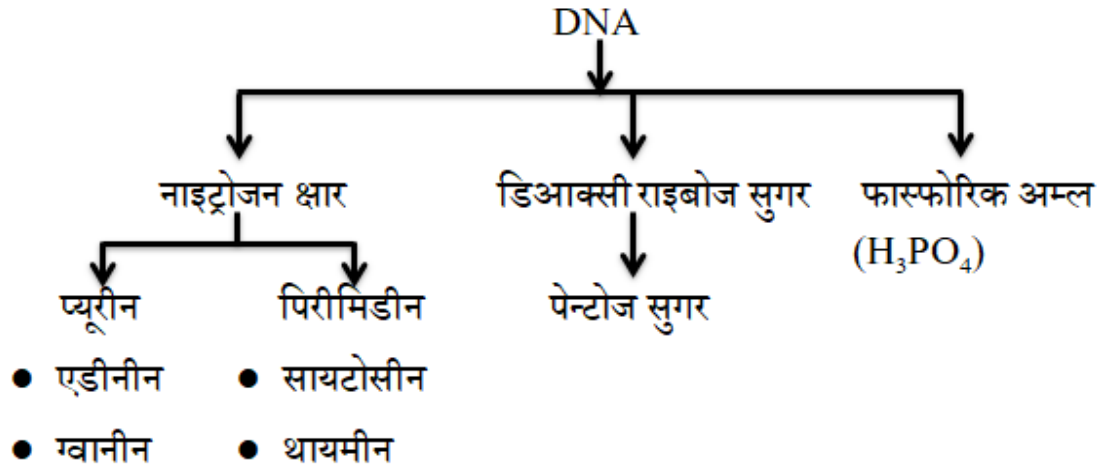 DNA
नाइट्रोजन क्षार डिआक्सी राइबोज सुगर फास्फोरिक अम्ल
(H₃PO₄)
प्यूरीन पिरीमिडीन पेन्टोज सुगर
● एडीनीन ● सायटोसीन
● ग्वानीन ● थायमीन